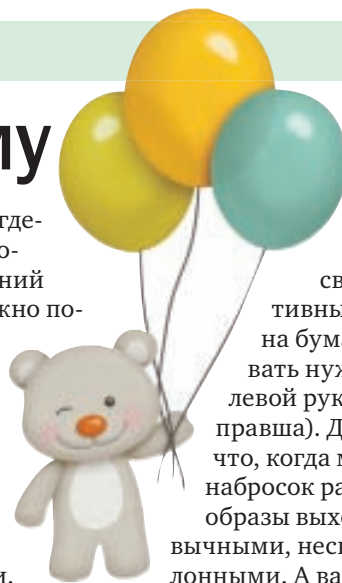 му
где-
о-
ний
жно по-
и.
св
тивны
на бума
вать нуж
левой рук
правша). Д
что, когда м
набросок ра
образы выхо
вычными, неск
лонными. А ва